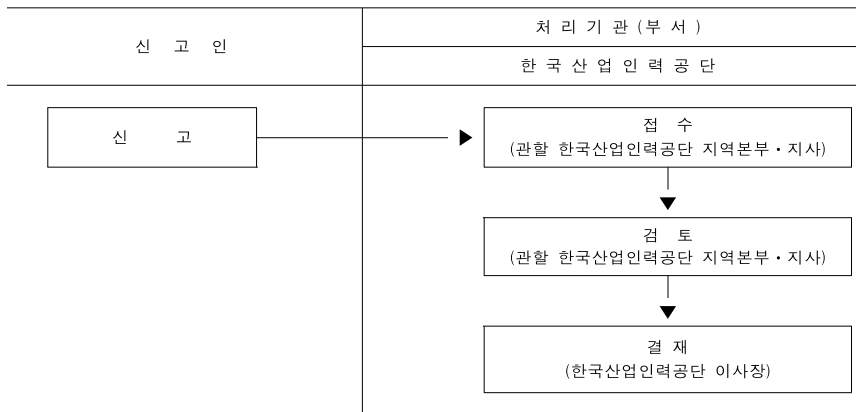 신 고 인
처 리 기 관 (부 서 )
한 국 산 업 인 력 공 단
신 고
접 수
(관할 한국산업인력공단 지역본부·지사)
검 토
(관할 한국산업인력공단 지역본부·지사)
결 재
(한국산업인력공단 이사장)